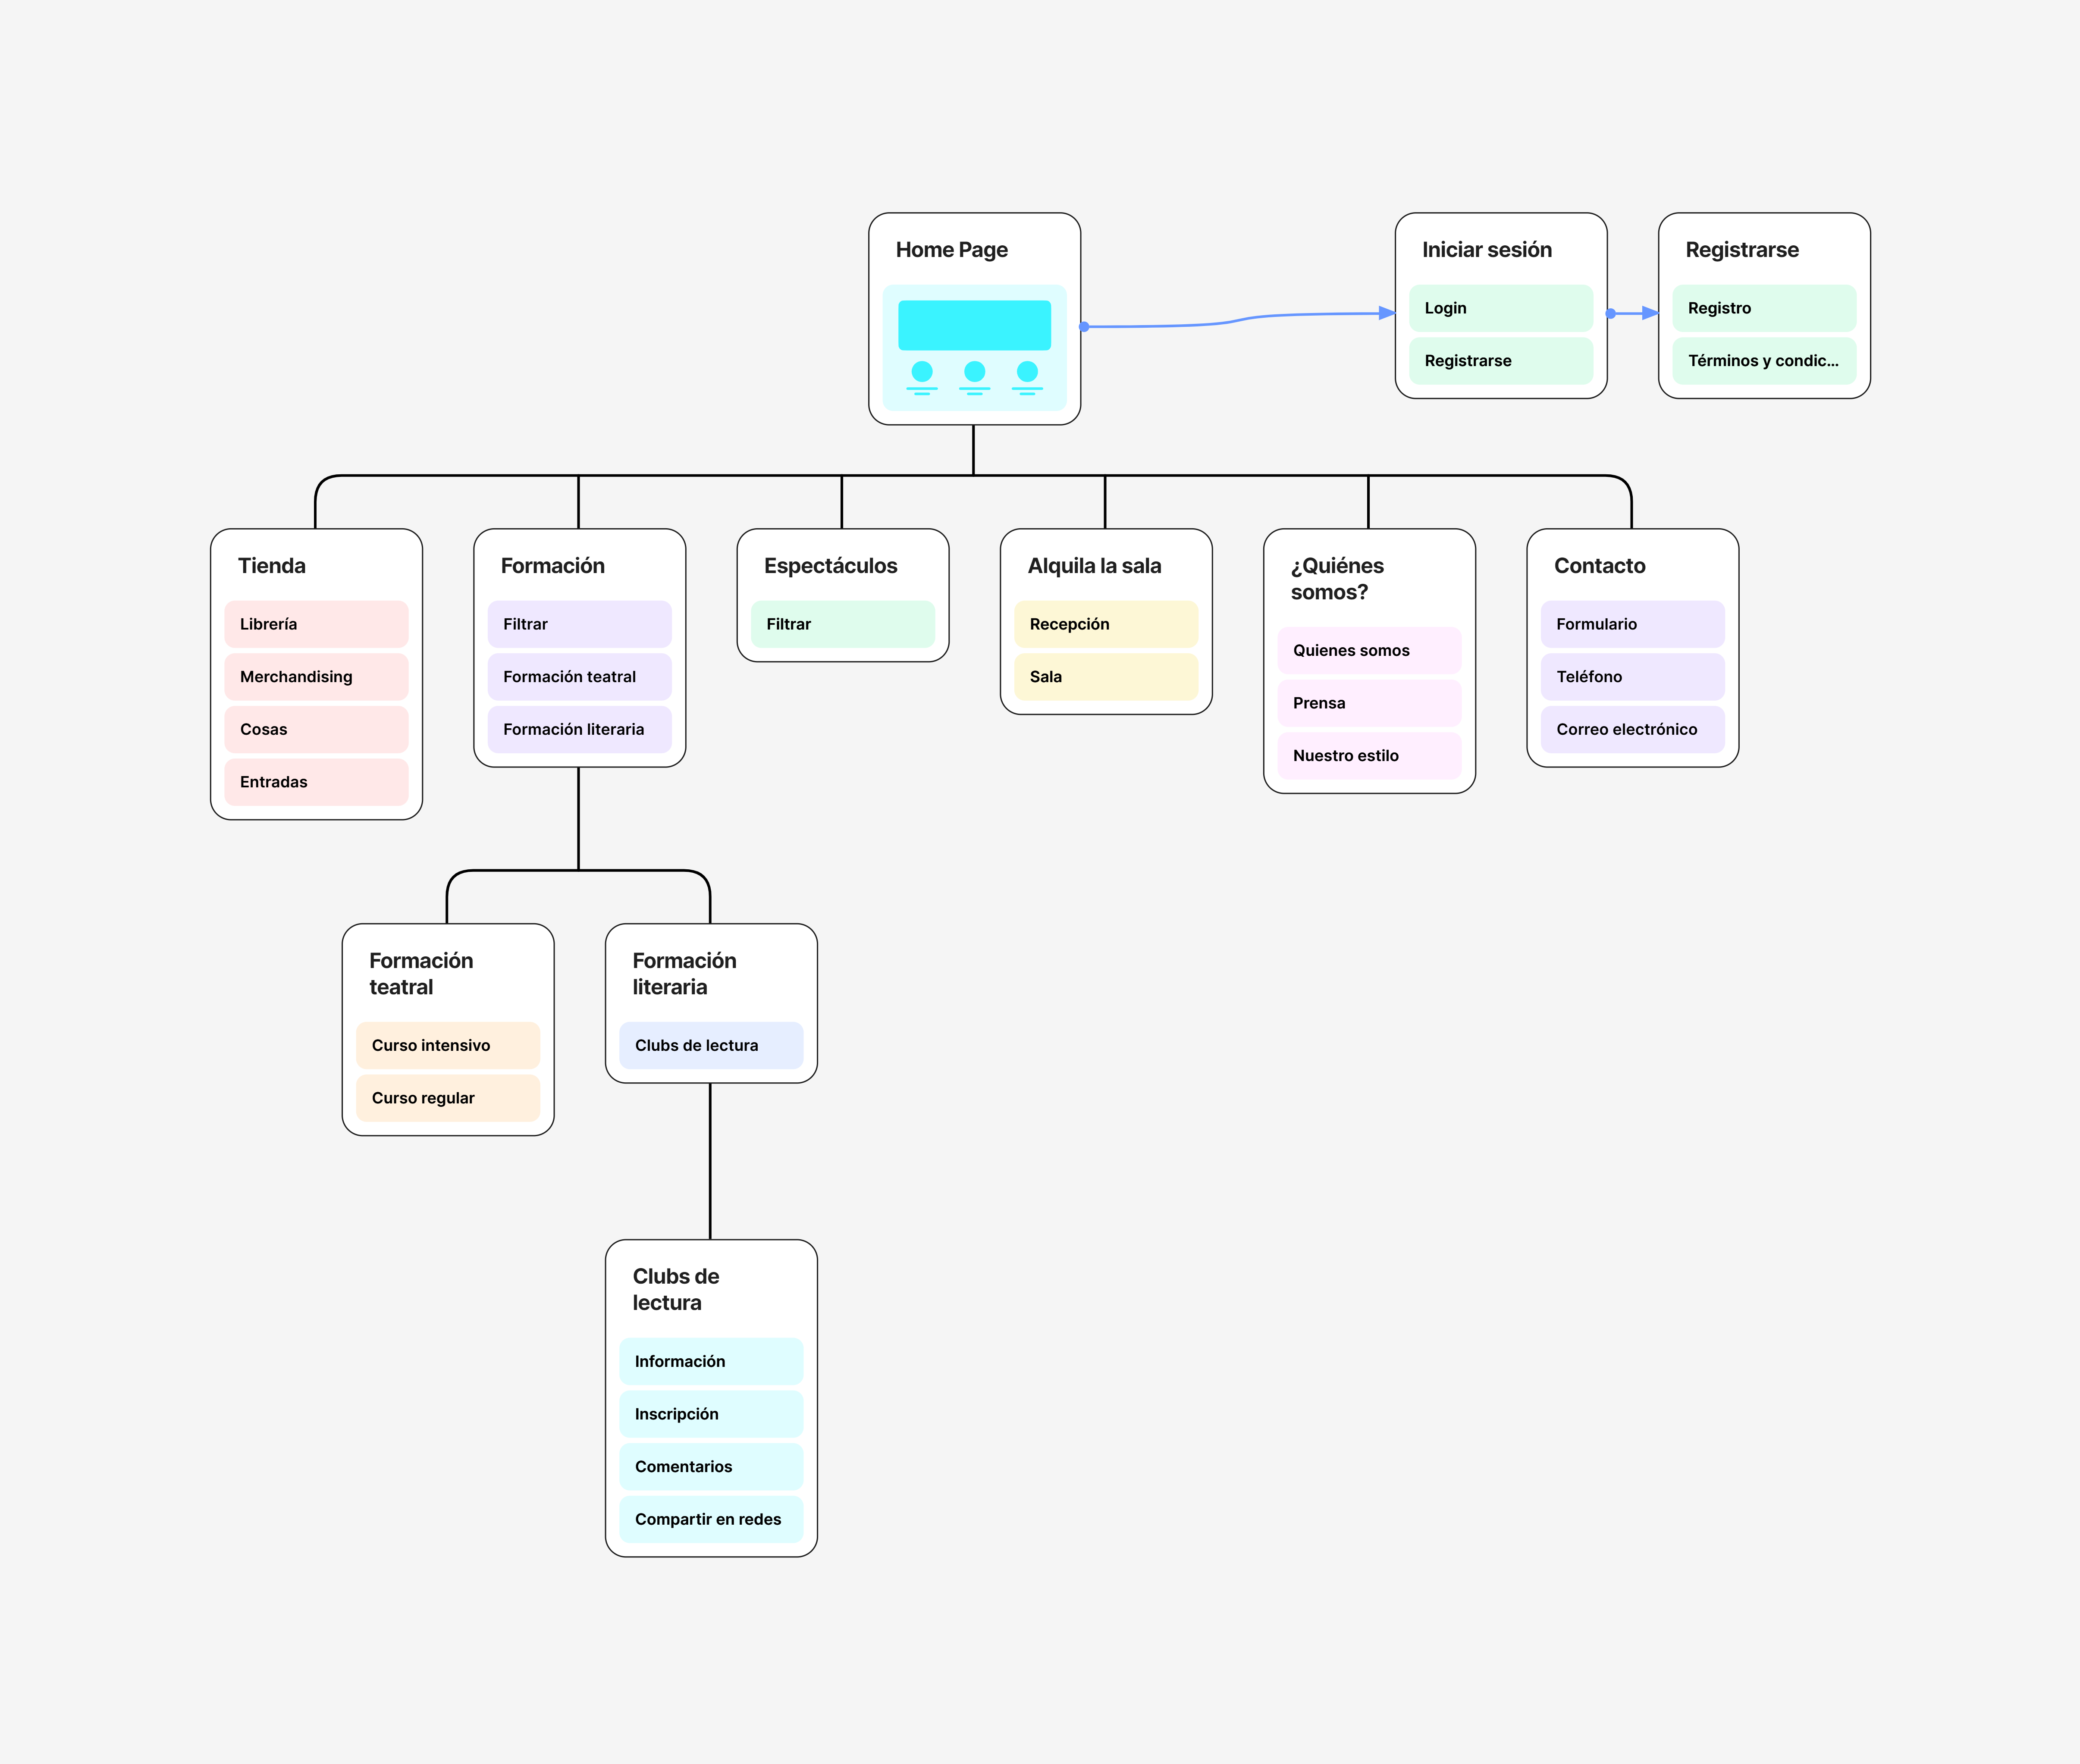 Home Page
Iniciar sesión
Login
Registrarse
Registrarse
Registro
Términos y condic...
Tienda
Librería
Merchandising
Cosas
Entradas
Formación
Filtrar
Formación teatral
Formación literaria
Espectáculos
Filtrar
Alquila la sala
Recepción
Sala
¿Quiénes
somos?
Quienes somos
Prensa
Nuestro estilo
Contacto
Formulario
Teléfono
Correo electrónico
Formación
teatral
Curso intensivo
Curso regular
Formación
literaria
Clubs de lectura
Clubs de
lectura
Información
Inscripción
Comentarios
Compartir en redes